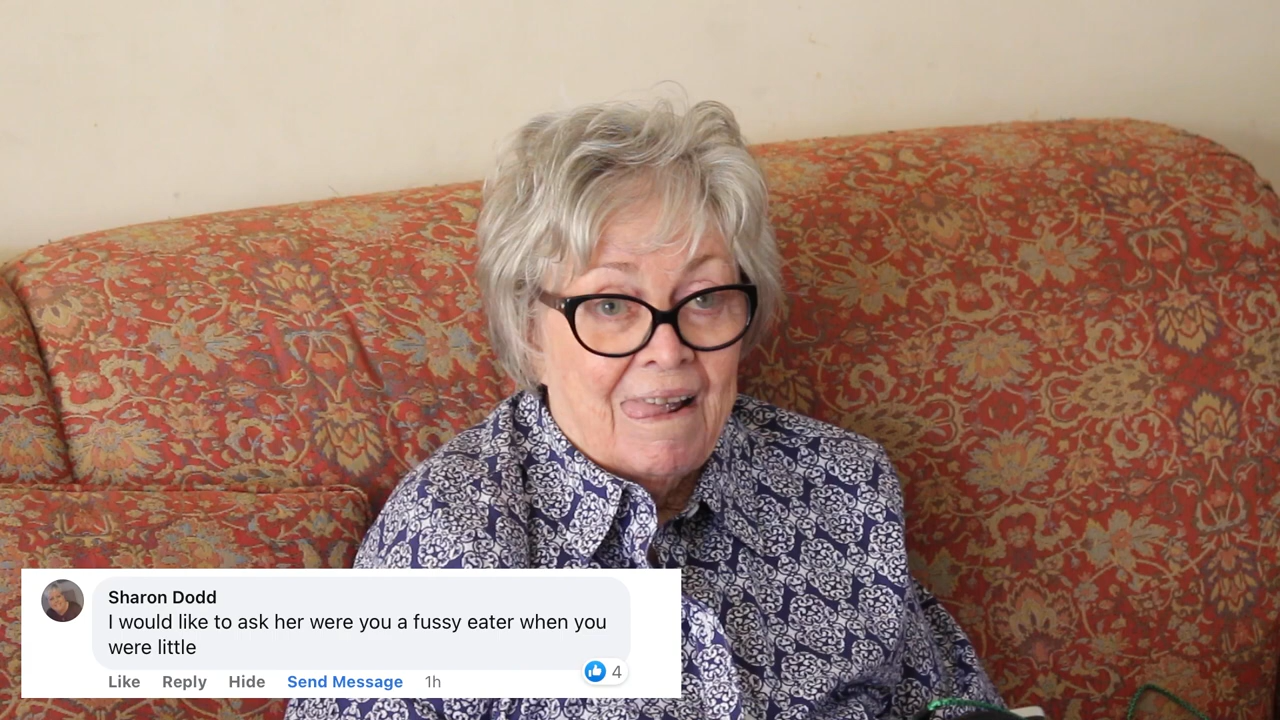 Sharon Dodd
I would like to ask her were you a fussy eater when you
were little
4
Like Reply Hide Send Message 1h